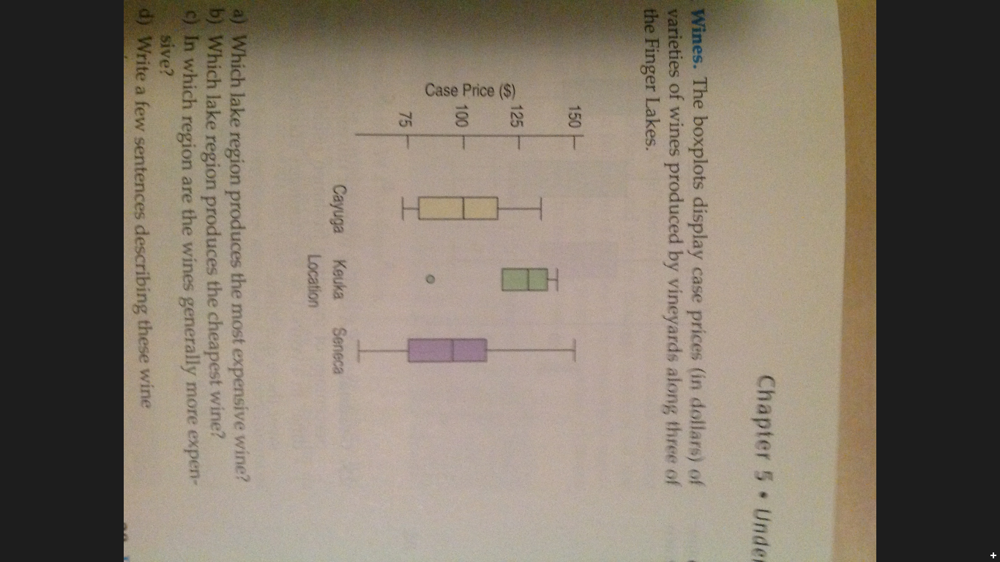 Chapter 5 • Under
Wines. The boxplots display case prices (in dollars) of
varieties of wines produced by vineyards along three of
the Finger Lakes.
150
125
100
75
Case Price ($)
Cayuga Keuka Seneca
Location
a) Which lake region produces the most expensive wine?
b) Which lake region produces the cheapest wine?
c) In which region are the wines generally more expen-
sive?
d) Write a few sentences describing these wine